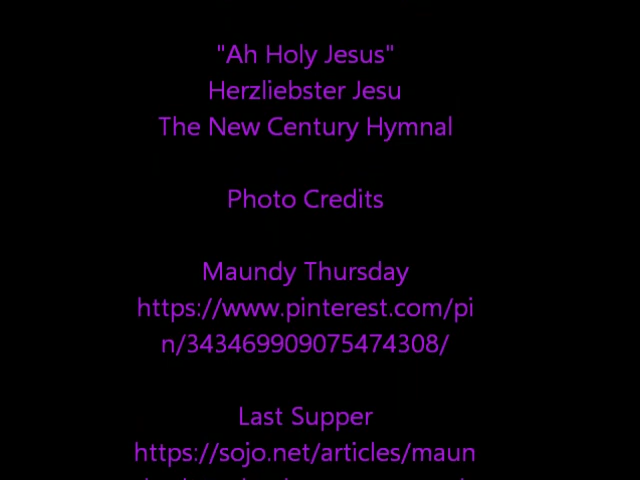 "Ah Holy Jesus"
Herzliebster Jesu
The New Century Hymnal
Photo Credits
Maundy Thursday
https://www.pinterest.com/pi
n/343469909075474308/
Last Supper
https://sojo.net/articles/maun